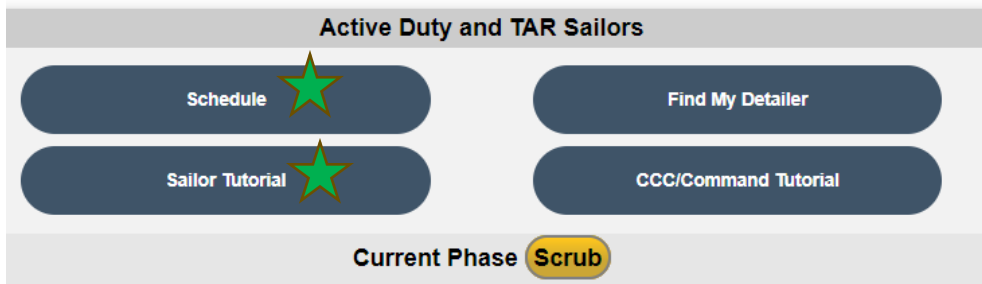 Active Duty and TAR Sailors
Schedule
Find My Detailer
Sailor Tutorial
CCC/Command Tutorial
Current Phase Scrub